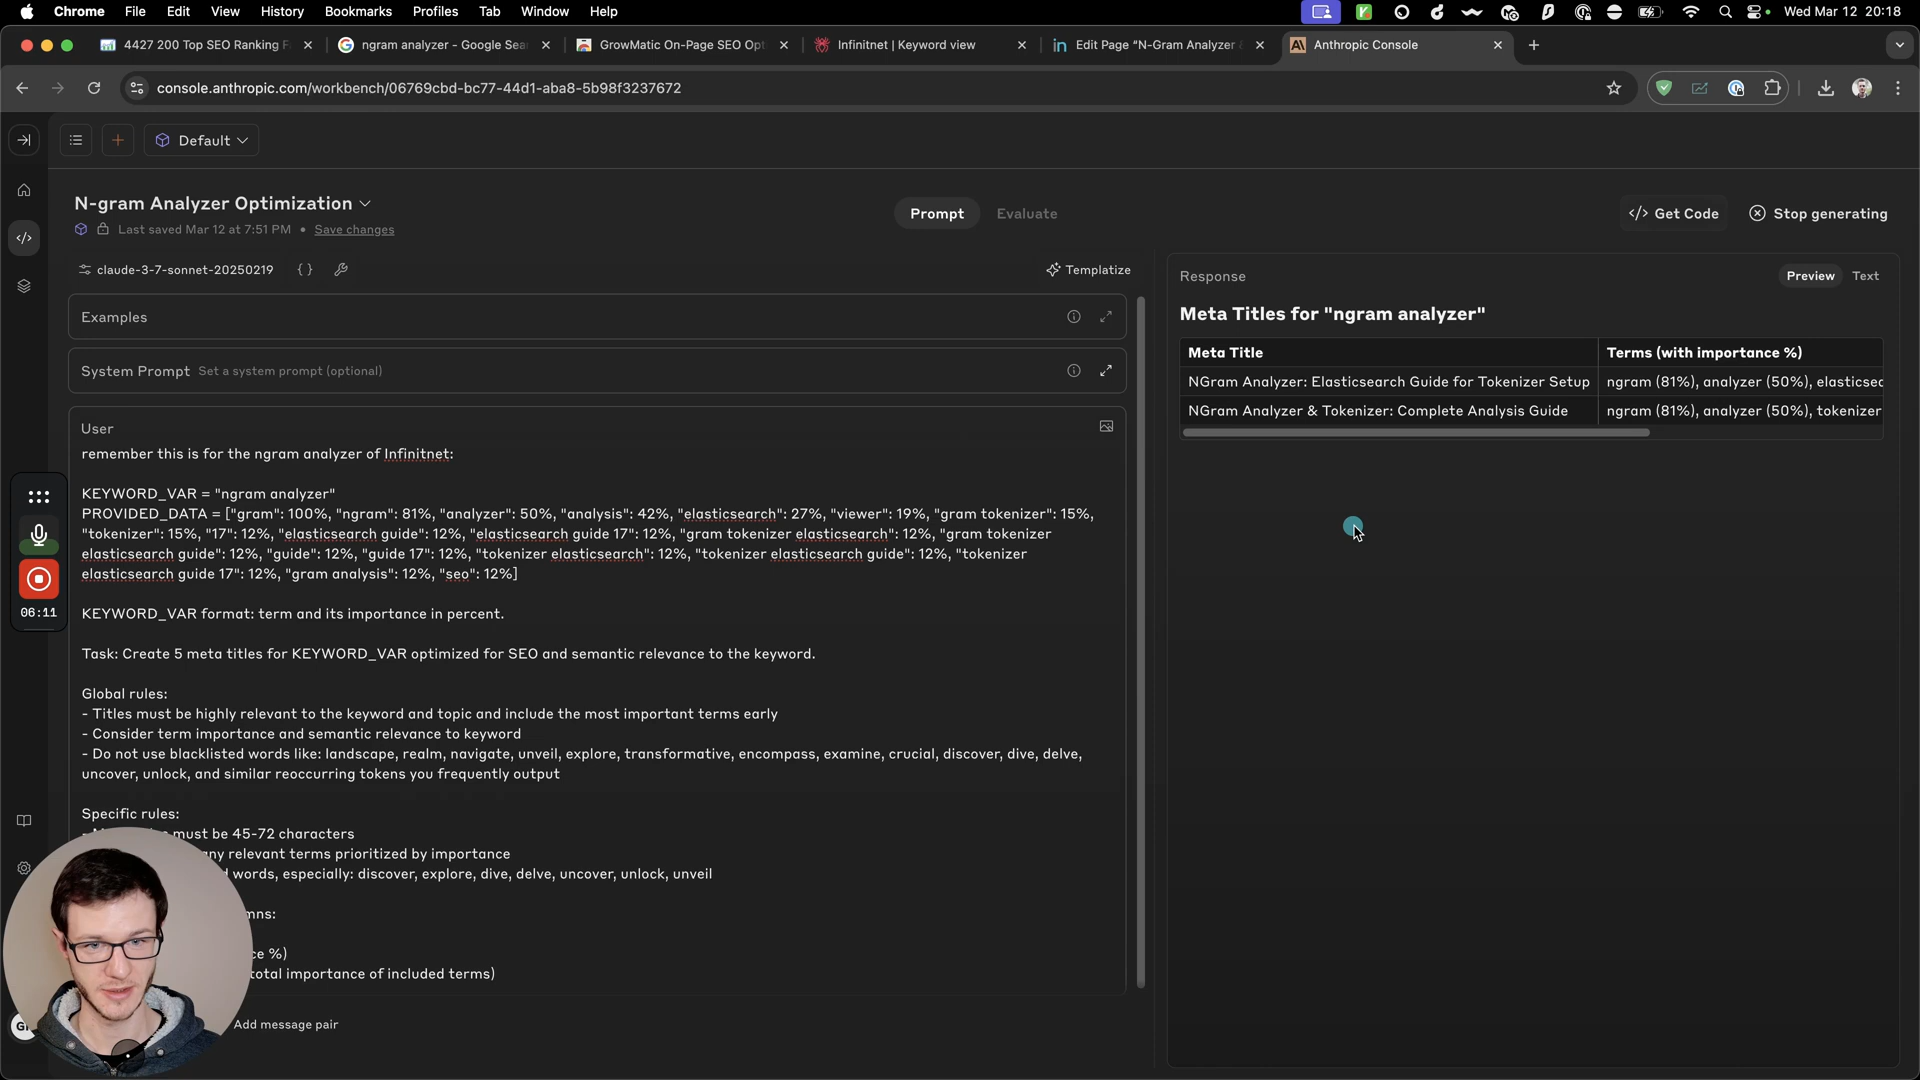 Chrome File Edit View History Bookmarks Profiles Tab Window Help Wed Mar 12 20:18
4427 200 Top SEO Ranking F ngram analyzer - Google Sea GrowMatic On-Page SEO Opt Infinitnet | Keyword view Edit Page “N-Gram Analyzer Anthropic Console
console.anthropic.com/workbench/06769cbd-bc77-44d1-aba8-5b98f3237672
Default
N-gram Analyzer Optimization
Prompt Evaluate
Get Code Stop generating
Last saved Mar 12 at 7:51 PM • Save changes
claude-3-7-sonnet-20250219
Templatize
Examples
System Prompt Set a system prompt (optional)
User
remember this is for the ngram analyzer of Infinitnet:
KEYWORD_VAR = "ngram analyzer"
PROVIDED_DATA = ["gram": 100%, "ngram": 81%, "analyzer": 50%, "analysis": 42%, "elasticsearch": 27%, "viewer": 19%, "gram tokenizer": 15%,
"tokenizer": 15%, "17": 12%, "elasticsearch guide": 12%, "elasticsearch guide 17": 12%, "gram tokenizer elasticsearch": 12%, "gram tokenizer
elasticsearch guide": 12%, "guide": 12%, "guide 17": 12%, "tokenizer elasticsearch": 12%, "tokenizer elasticsearch guide": 12%, "tokenizer
elasticsearch guide 17": 12%, "gram analysis": 12%, "seo": 12%]
KEYWORD_VAR format: term and its importance in percent.
Task: Create 5 meta titles for KEYWORD_VAR optimized for SEO and semantic relevance to the keyword.
Global rules:
- Titles must be highly relevant to the keyword and topic and include the most important terms early
- Consider term importance and semantic relevance to keyword
- Do not use blacklisted words like: landscape, realm, navigate, unveil, explore, transformative, encompass, examine, crucial, discover, dive, delve,
uncover, unlock, and similar reoccurring tokens you frequently output
Specific rules:
must be 45-72 characters
any relevant terms prioritized by importance
words, especially: discover, explore, dive, delve, uncover, unlock, unveil
mns:
ce %)
total importance of included terms)
Add message pair
06:11
Response
Preview Text
Meta Titles for "ngram analyzer"
Meta Title Terms (with importance %)
NGram Analyzer: Elasticsearch Guide for Tokenizer Setup ngram (81%), analyzer (50%), elasticsec
NGram Analyzer & Tokenizer: Complete Analysis Guide ngram (81%), analyzer (50%), tokenizer